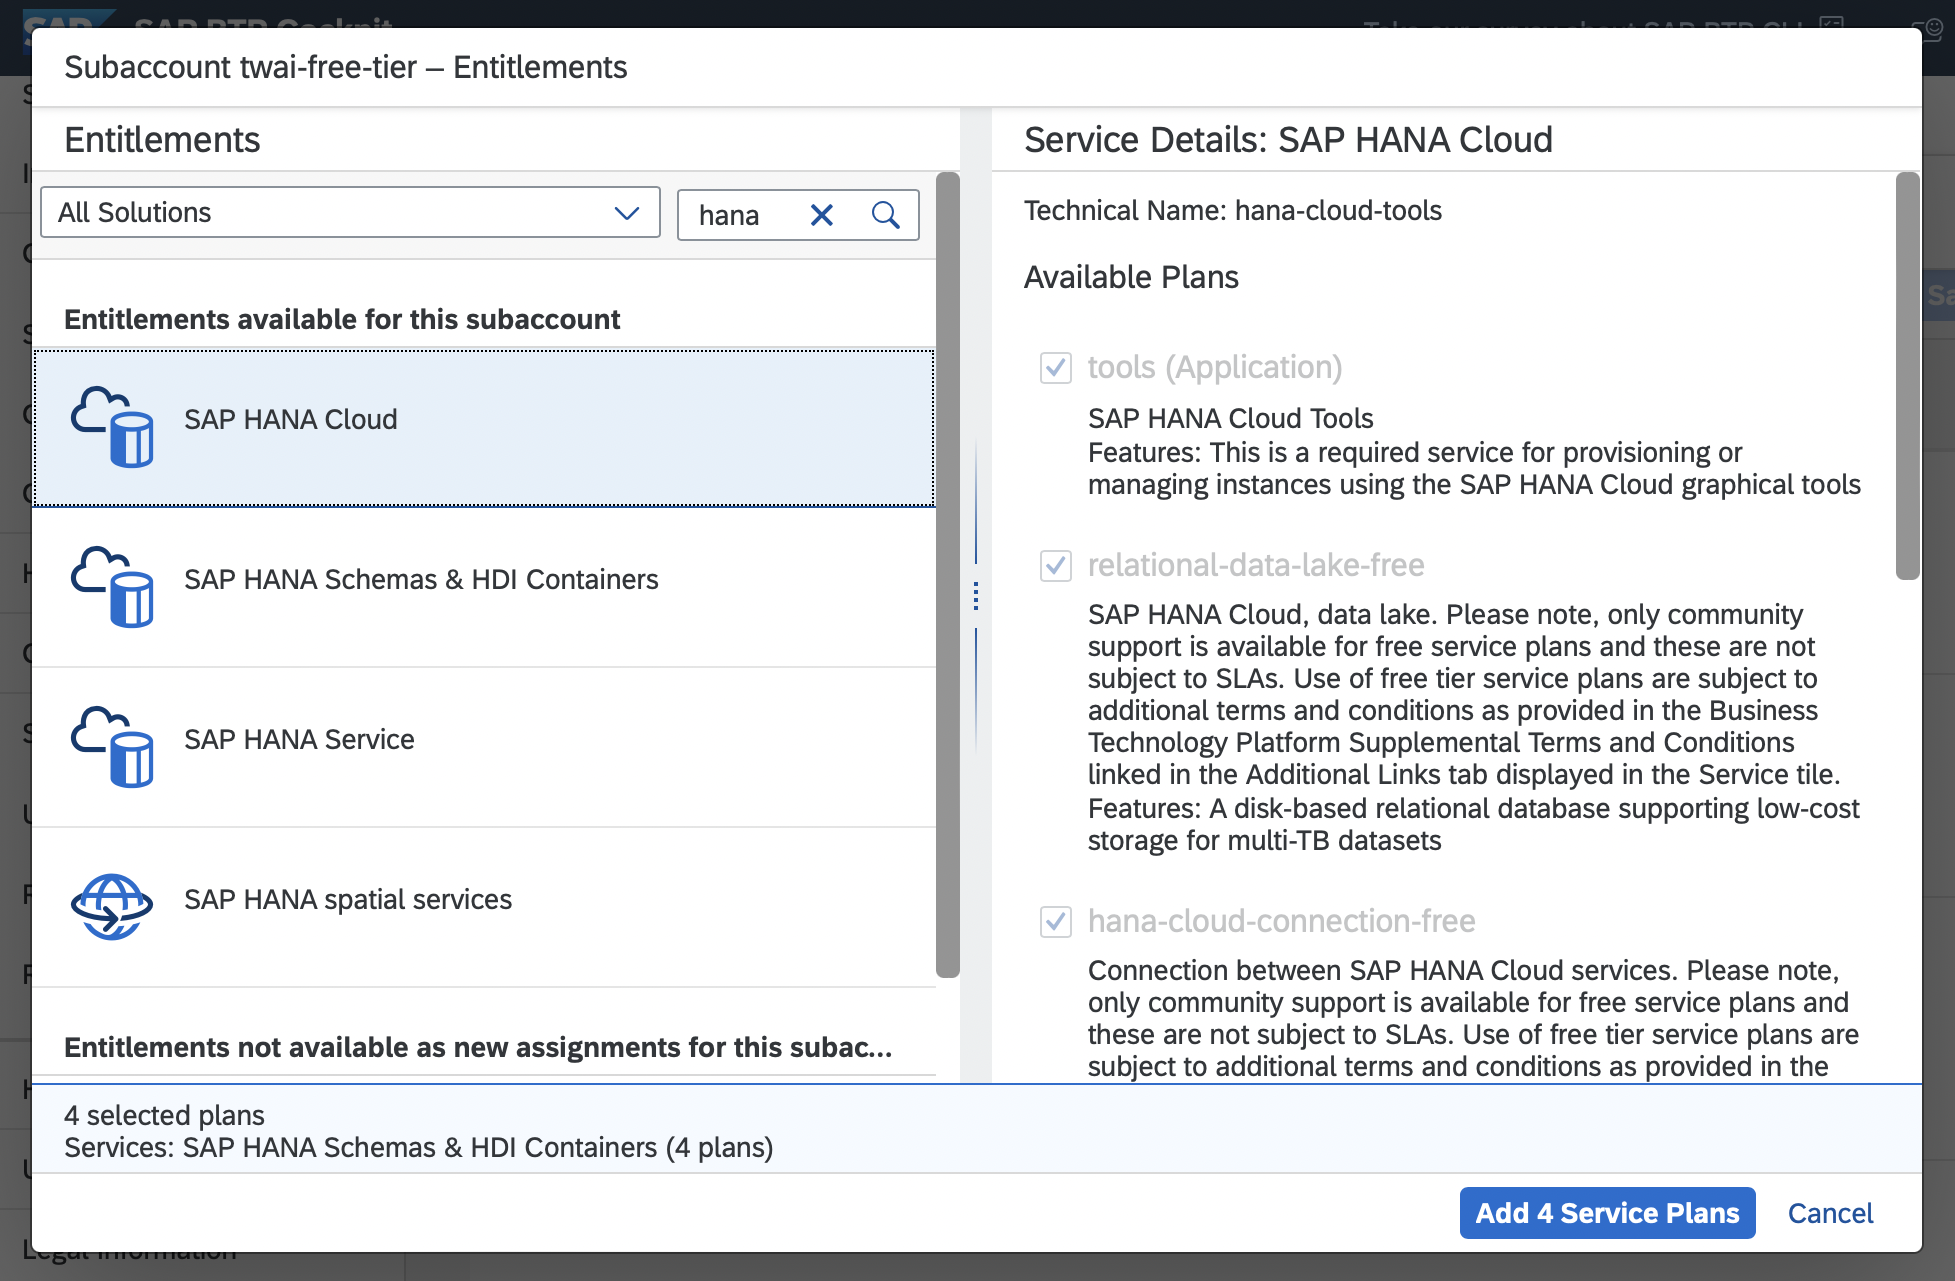 Subaccount twai-free-tier – Entitlements
Entitlements
All Solutions
hana
Entitlements available for this subaccount
SAP HANA Cloud
SAP HANA Schemas & HDI Containers
SAP HANA Service
SAP HANA spatial services
Entitlements not available as new assignments for this subac...
Service Details: SAP HANA Cloud
Technical Name: hana-cloud-tools
Available Plans
tools (Application)
SAP HANA Cloud Tools
Features: This is a required service for provisioning or
managing instances using the SAP HANA Cloud graphical tools
relational-data-lake-free
SAP HANA Cloud, data lake. Please note, only community
support is available for free service plans and these are not
subject to SLAs. Use of free tier service plans are subject to
additional terms and conditions as provided in the Business
Technology Platform Supplemental Terms and Conditions
linked in the Additional Links tab displayed in the Service tile.
Features: A disk-based relational database supporting low-cost
storage for multi-TB datasets
hana-cloud-connection-free
Connection between SAP HANA Cloud services. Please note,
only community support is available for free service plans and
these are not subject to SLAs. Use of free tier service plans are
subject to additional terms and conditions as provided in the
4 selected plans
Services: SAP HANA Schemas & HDI Containers (4 plans)
Add 4 Service Plans
Cancel
Legal Information